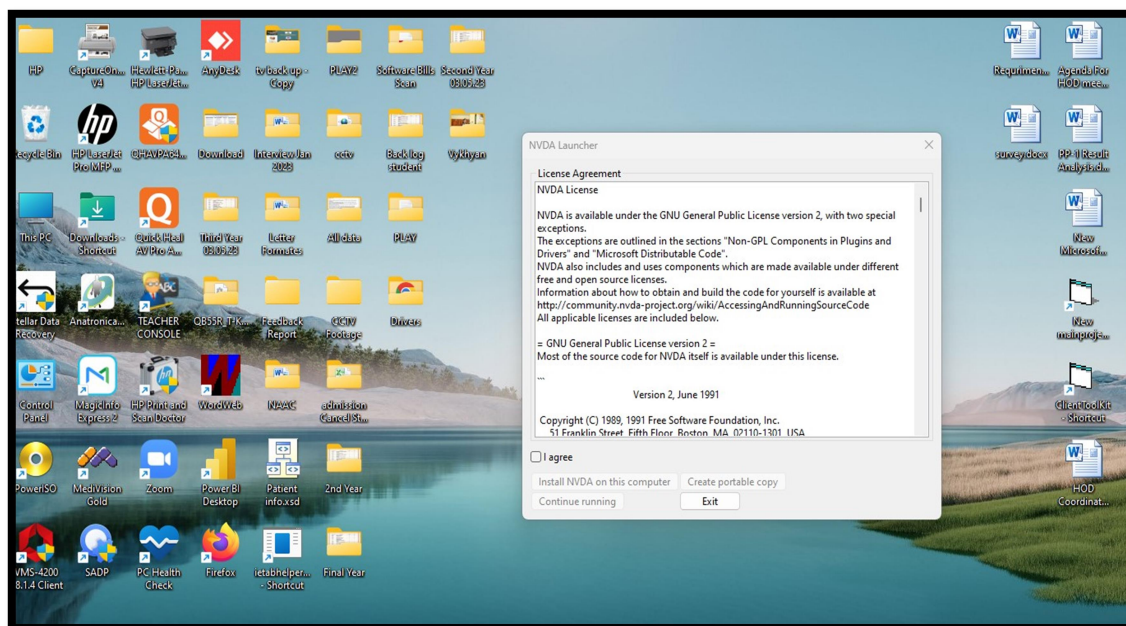 HP
CaptureOn...
V4
Hewlett-Pa...
HP LaserJet...
AnyDesk
tv back up -
Copy
PLAY2
Software Bills
Scan
Second Year
03.05.23
Requrimen...
Agenda For
HOD mee...
ecycle Bin
HP LaserJet
Pro MFP ...
QHAVPA64...
Download
Interview Jan
2023
cctv
Back log
student
Vykhyan
survey.docx
PP-1 Result
Analysis.d...
This PC
Downloads -
Shortcut
Quick Heal
AV Pro A...
Third Year
03.05.23
Letter
Formates
All data
PLAY
New
Microsof...
tellar Data
Recovery
Anatronica...
TEACHER
CONSOLE
Feedback
Report
CCTV
Footage
Drivers
New
mainproje...
Control
Panel
MagicInfo
Express 2
HP Print and
Scan Doctor
WordWeb
NAAC
admission
Cancel St...
ClientToolKit
- Shortcut
PowerISO
MediVision
Gold
Zoom
Power BI
Desktop
Patient
info.xsd
2nd Year
HOD
Coordinat...
VMS-4200
8.1.4 Client
SADP
PC Health
Check
Firefox
ietabhelper...
- Shortcut
Final Year
NVDA Launcher
License Agreement
NVDA License
NVDA is available under the GNU General Public License version 2, with two special
exceptions.
The exceptions are outlined in the sections "Non-GPL Components in Plugins and
Drivers" and "Microsoft Distributable Code".
NVDA also includes and uses components which are made available under different
free and open source licenses.
Information about how to obtain and build the code for yourself is available at
http://community.nvda-project.org/wiki/AccessingAndRunningSourceCode
All applicable licenses are included below.
= GNU General Public License version 2 =
Most of the source code for NVDA itself is available under this license.
```
Version 2, June 1991
Copyright (C) 1989, 1991 Free Software Foundation, Inc.
51 Franklin Street, Fifth Floor, Boston, MA 02110-1301 USA
I agree
Install NVDA on this computer
Create portable copy
Continue running
Exit